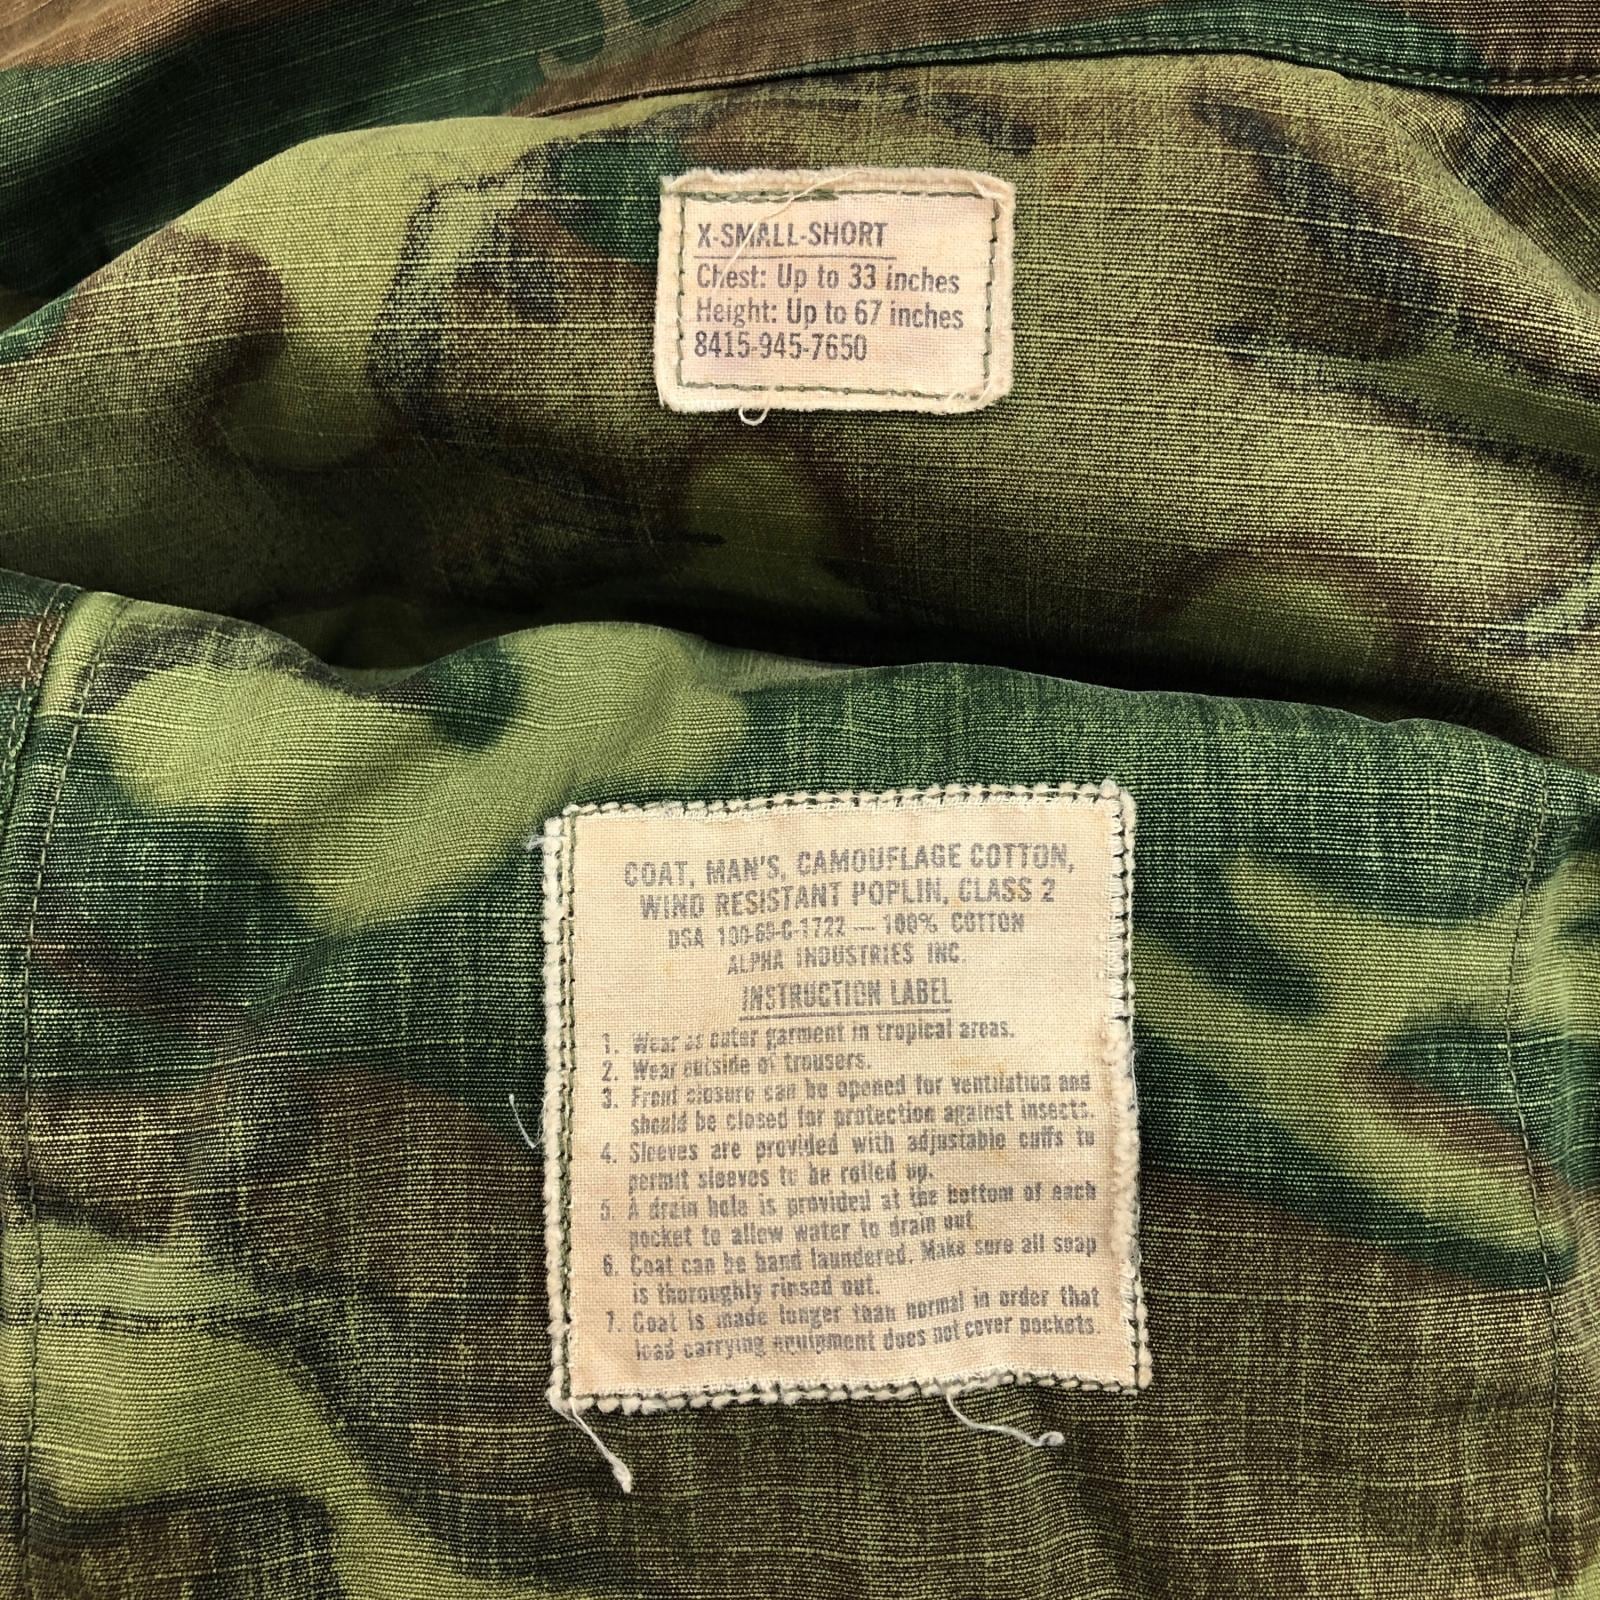 X-SMALL-SHORT
Chest: Up to 33 inches
Height: Up to 67 inches
8415-945-7650
COAT, MAN'S, CAMOUFLAGE COTTON,
WIND RESISTANT POPLIN, CLASS 2
DSA 100-69-C-1722 — 100% COTTON
ALPHA INDUSTRIES INC.
INSTRUCTION LABEL
1. Wear as outer garment in tropical areas.
2. Wear outside of trousers.
3. Front closure can be opened for ventilation and
should be closed for protection against insects.
4. Sleeves are provided with adjustable cuffs to
permit sleeves to be rolled up.
5. A drain hole is provided at the bottom of each
pocket to allow water to drain out.
6. Coat can be hand laundered. Make sure all soap
is thoroughly rinsed out.
7. Coat is made longer than normal in order that
load carrying equipment does not cover pockets.